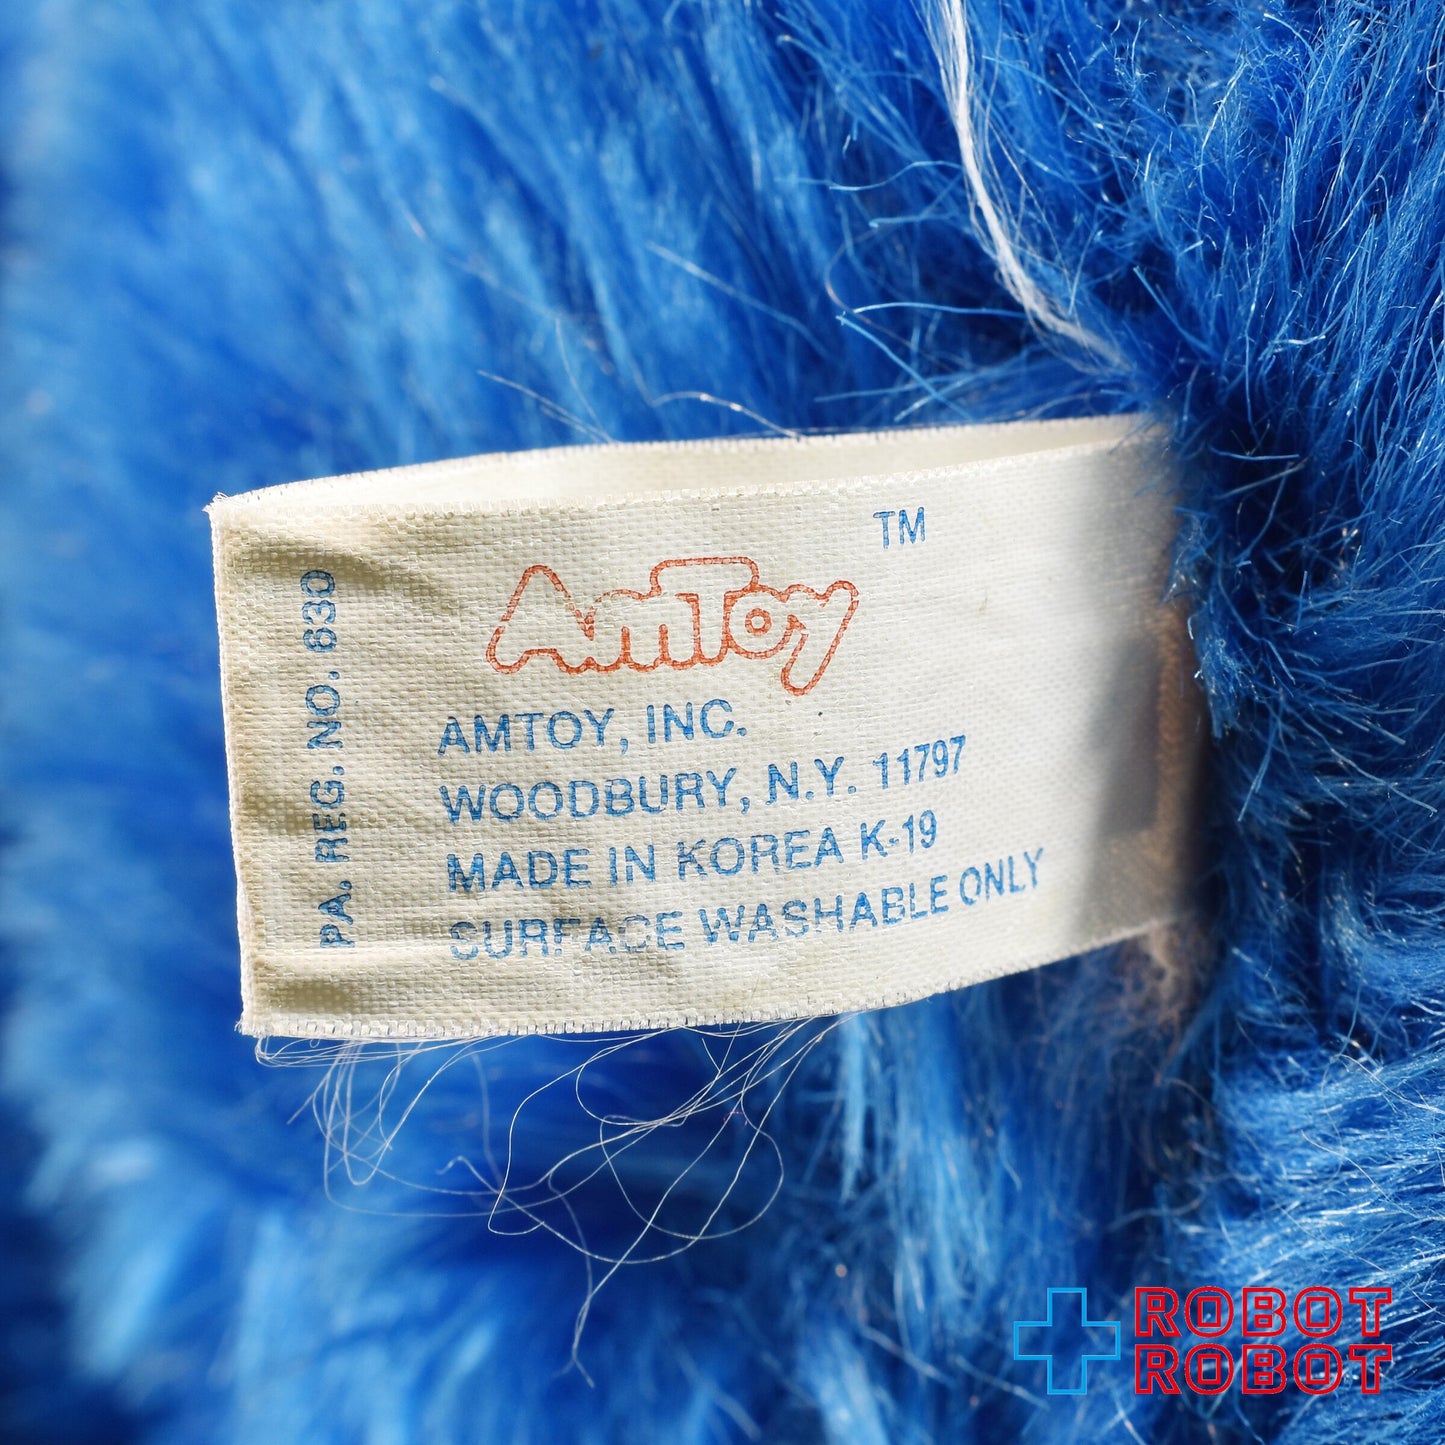 TM
AmToy
AMTOY, INC.
WOODBURY, N.Y. 11797
MADE IN KOREA K-19
SURFACE WASHABLE ONLY
PA. REG. NO. 630
ROBOT
ROBOT